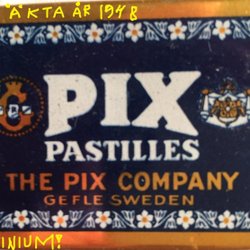 ÄKTA ÅR 1948
PIX
PASTILLES
THE PIX COMPANY
GEFLE SWEDEN
INIUM!